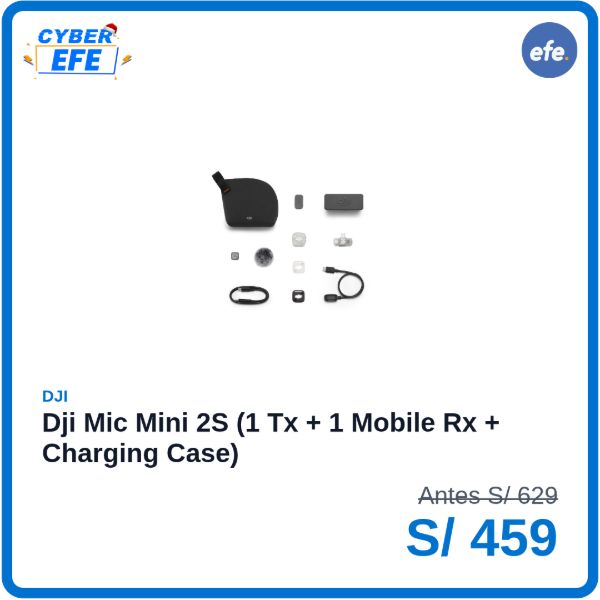 CYBER
EFE
efe.
DJI
Dji Mic Mini 2S (1 Tx + 1 Mobile Rx +
Charging Case)
Antes S/ 629
S/ 459